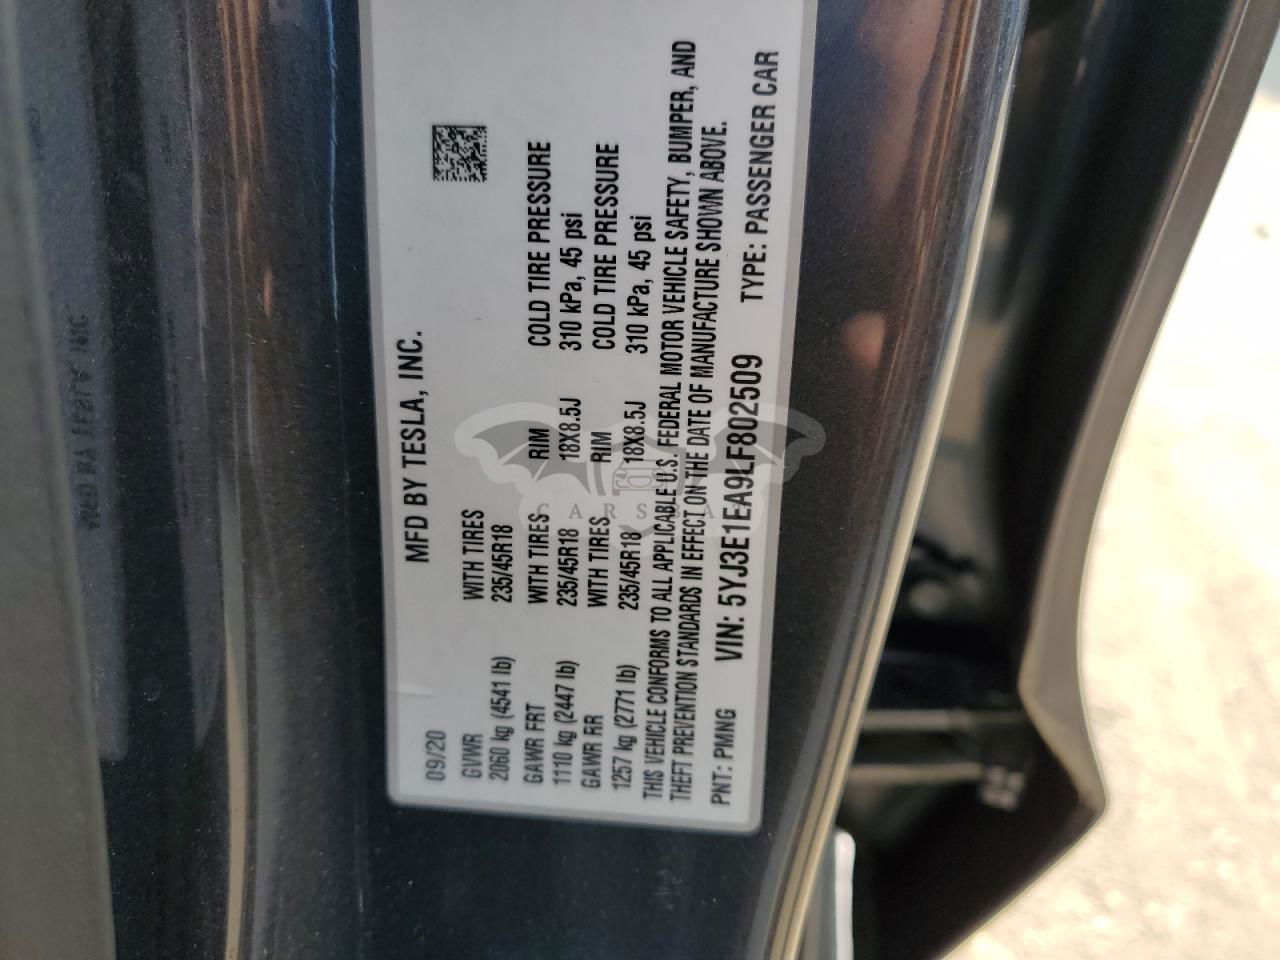 MFD BY TESLA, INC.
09/20
GVWR WITH TIRES
2060 kg (4541 lb) 235/45R18
GAWR FRT WITH TIRES RIM COLD TIRE PRESSURE
1110 kg (2447 lb) 235/45R18 18X8.5J 310 kPa, 45 psi
GAWR RR WITH TIRES RIM COLD TIRE PRESSURE
1257 kg (2771 lb) 235/45R18 18X8.5J 310 kPa, 45 psi
THIS VEHICLE CONFORMS TO ALL APPLICABLE U.S. FEDERAL MOTOR VEHICLE SAFETY, BUMPER, AND
THEFT PREVENTION STANDARDS IN EFFECT ON THE DATE OF MANUFACTURE SHOWN ABOVE.
PNT: PMNG VIN: 5YJ3E1EA9LF802509 TYPE: PASSENGER CAR